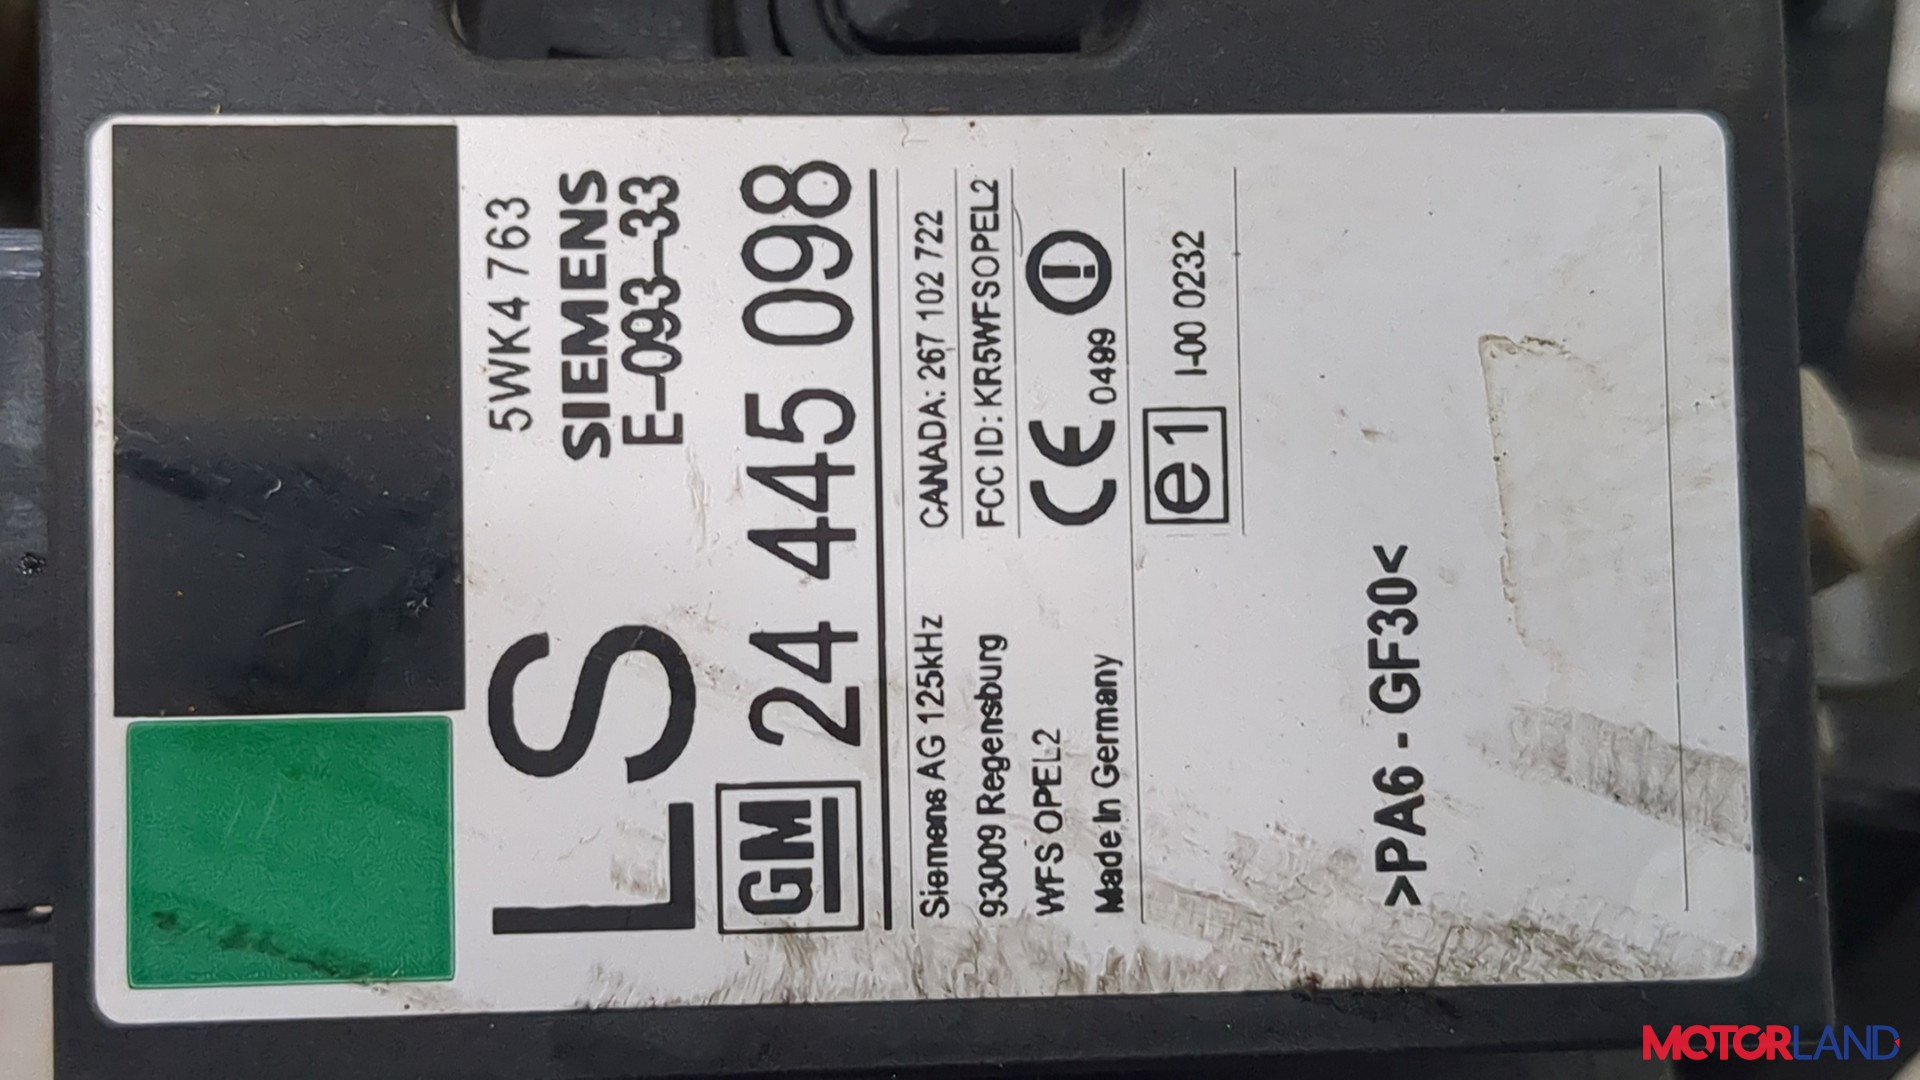 5WK4 763
LS
SIEMENS
E-093-33
GM 24 445 098
Siemens AG 125kHz CANADA: 267 102 722
93009 Regensburg FCC ID: KR5WFSOPEL2
WFS OPEL2 CE 0499
Made in Germany
e1 I-00 0232
>PA6 - GF30<
MOTORLAND